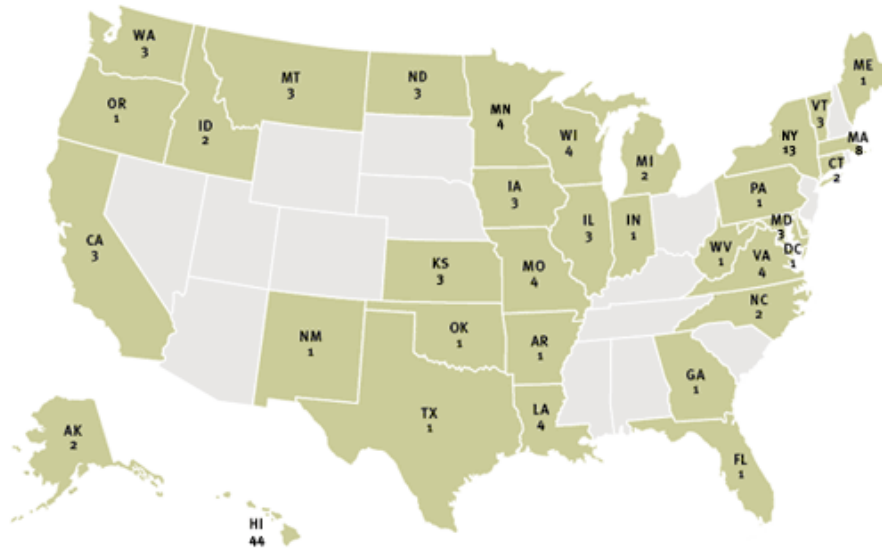 WA
3
MT
3
ND
3
MN
4
OR
1
ID
2
WI
4
MI
2
ME
1
VT
3
NY
13
MA
8
CT
2
IA
3
PA
1
CA
3
IL
3
IN
1
MD
3
DC
1
WV
1
VA
4
KS
3
MO
4
NC
2
NM
1
OK
1
AR
1
GA
1
TX
1
LA
4
AK
2
FL
1
HI
44